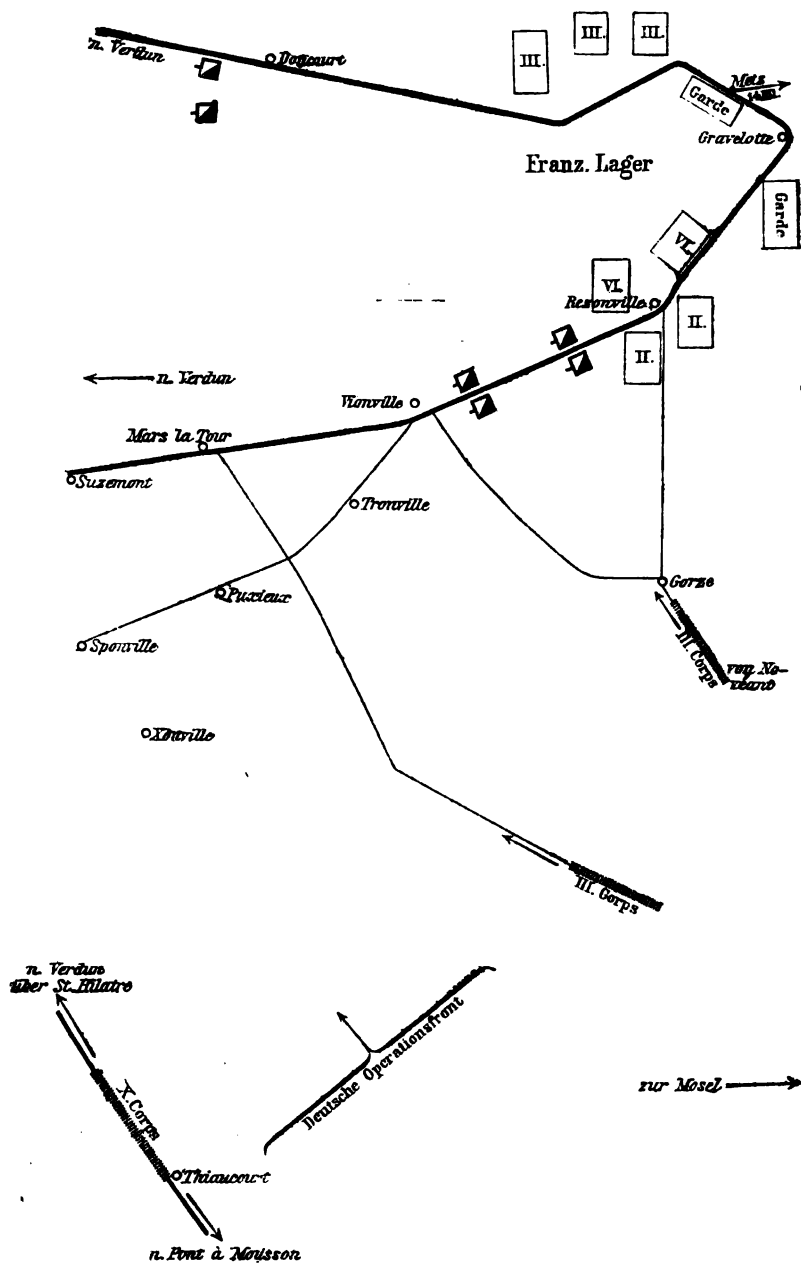 n. Verdun
Doncourt
III.
III.
III.
Metz
Garde
Gravelotte
Franz. Lager
Garde
VI.
VI.
Rezonville
II.
II.
n. Verdun
Vionville
Mars la Tour
Suzemont
Tronville
Gorze
Puxieux
Sponville
III. Corps
von No-
veant
Xonville
III. Corps
n. Verdun
über St. Hilaire
Deutsche Operationsfront
X. Corps
zur Mosel
Thiaucourt
n. Pont à Mousson